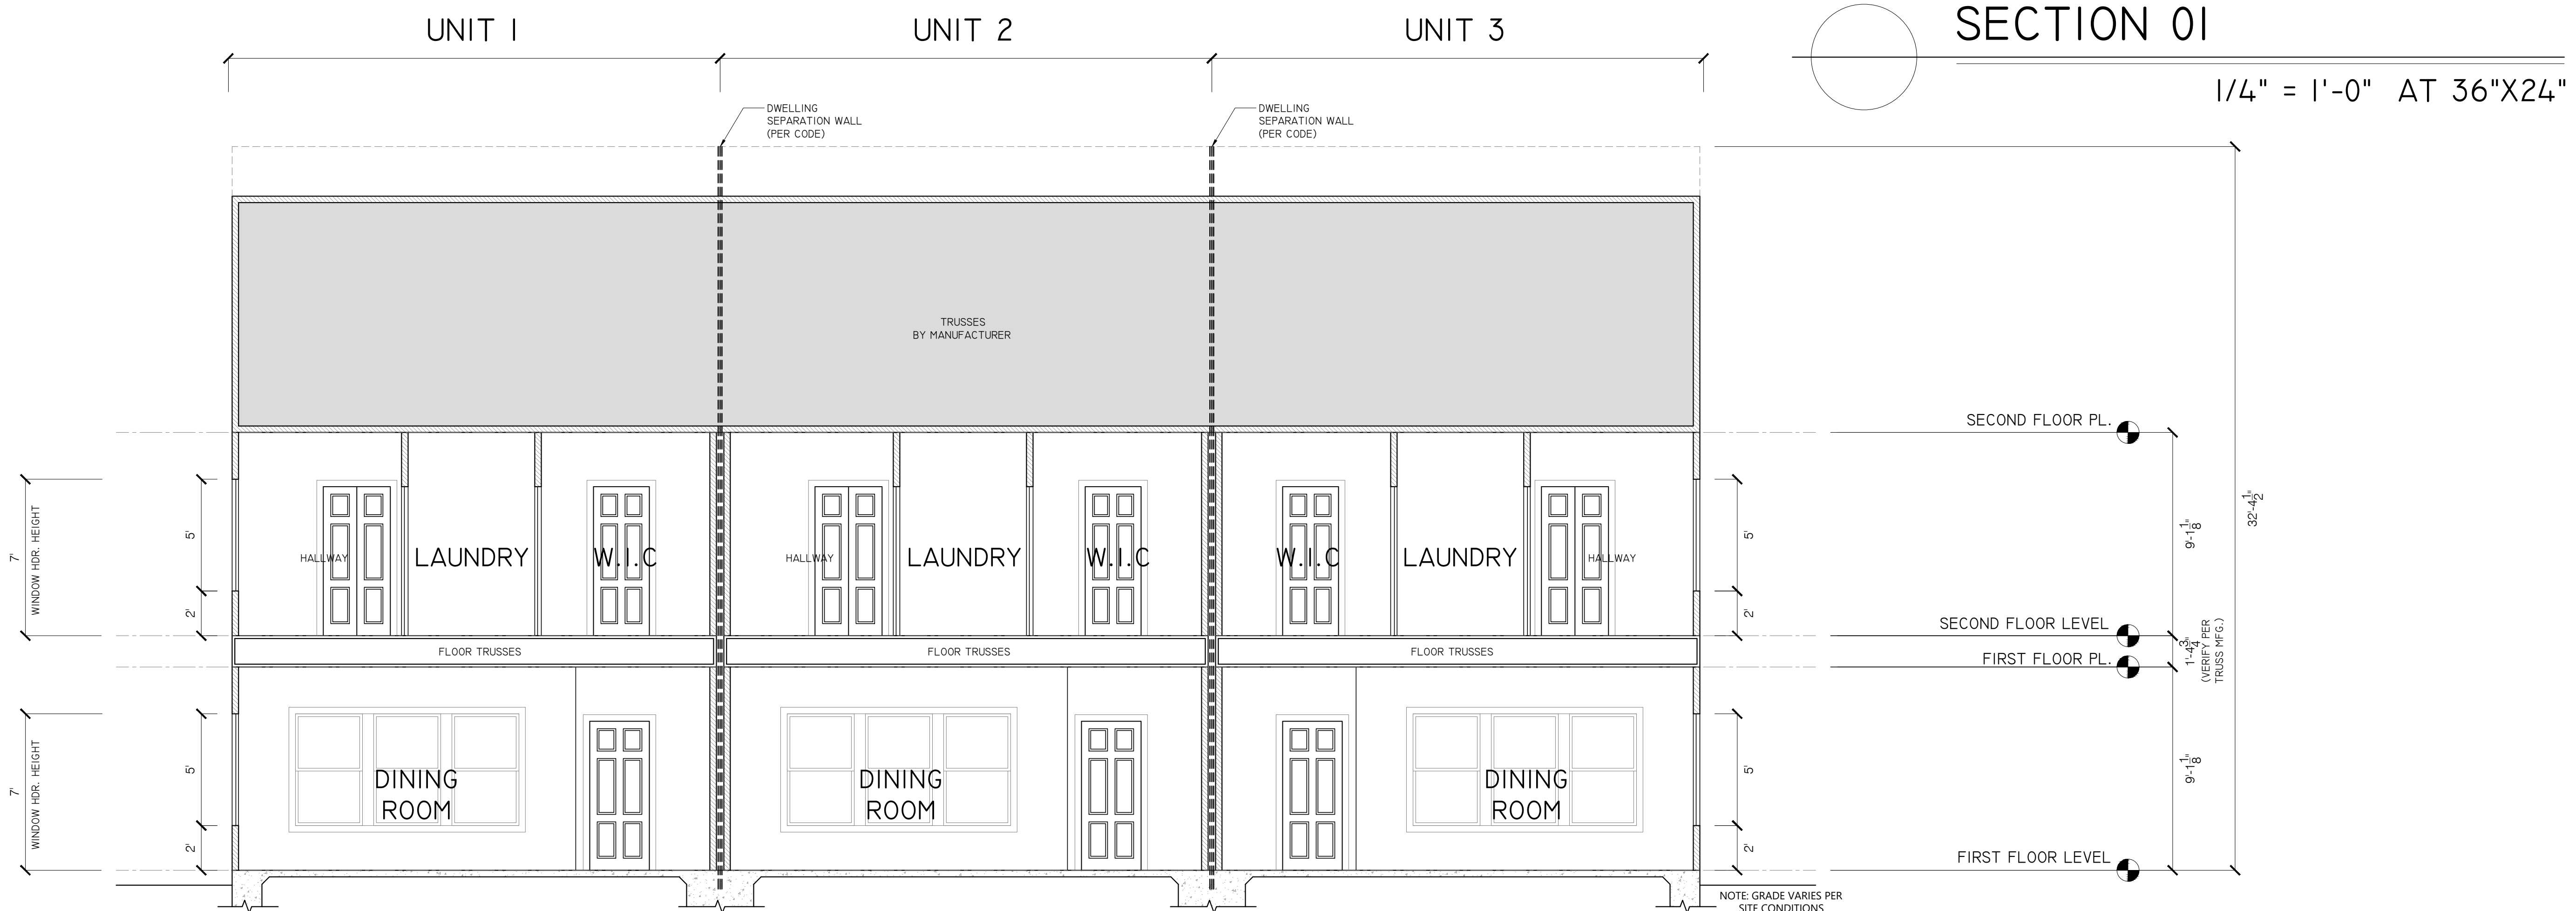 UNIT 1
UNIT 2
UNIT 3
SECTION 01
1/4" = 1'-0" AT 36"X24"
DWELLING
SEPARATION WALL
(PER CODE)
DWELLING
SEPARATION WALL
(PER CODE)
TRUSSES
BY MANUFACTURER
SECOND FLOOR PL.
7'
WINDOW HDR. HEIGHT
5'
2'
HALLWAY
LAUNDRY
W.I.C
HALLWAY
LAUNDRY
W.I.C
W.I.C
LAUNDRY
HALLWAY
5'
2'
9'-1 1/8"
32'-4 1/2"
SECOND FLOOR LEVEL
FLOOR TRUSSES
FLOOR TRUSSES
FLOOR TRUSSES
FIRST FLOOR PL.
1'-4 3/4"
(VERIFY PER
TRUSS MFG.)
7'
WINDOW HDR. HEIGHT
5'
2'
DINING
ROOM
DINING
ROOM
DINING
ROOM
5'
2'
9'-1 1/8"
FIRST FLOOR LEVEL
NOTE: GRADE VARIES PER
SITE CONDITIONS